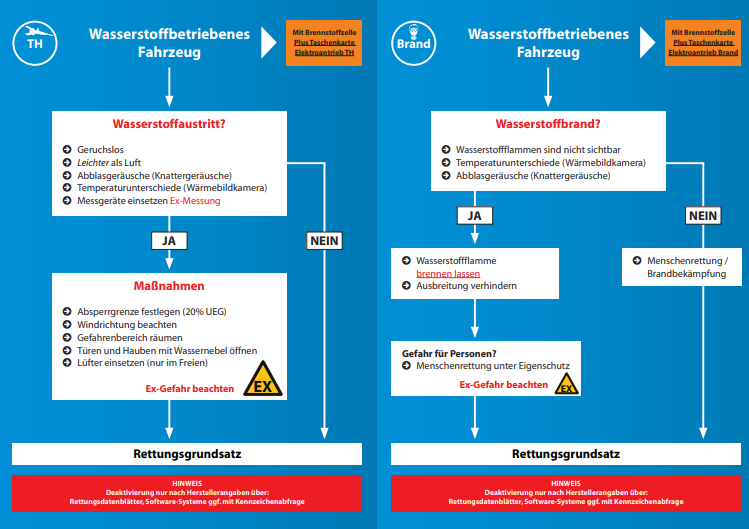 TH
Wasserstoffbetriebenes
Fahrzeug
Mit Brennstoffzelle
Plus Taschenkarte
Elektroantrieb TH
Wasserstoffaustritt?
Geruchslos
Leichter als Luft
Abblasgeräusche (Knattergeräusche)
Temperaturunterschiede (Wärmebildkamera)
Messgeräte einsetzen Ex-Messung
JA
NEIN
Maßnahmen
Absperrgrenze festlegen (20% UEG)
Windrichtung beachten
Gefahrenbereich räumen
Türen und Hauben mit Wassernebel öffnen
Lüfter einsetzen (nur im Freien)
Ex-Gefahr beachten
EX
Rettungsgrundsatz
HINWEIS
Deaktivierung nur nach Herstellerangaben über:
Rettungsdatenblätter, Software-Systeme ggf. mit Kennzeichenabfrage
Brand
Wasserstoffbetriebenes
Fahrzeug
Mit Brennstoffzelle
Plus Taschenkarte
Elektroantrieb Brand
Wasserstoffbrand?
Wasserstoffflammen sind nicht sichtbar
Temperaturunterschiede (Wärmebildkamera)
Abblasgeräusche (Knattergeräusche)
JA
NEIN
Wasserstoffflamme
brennen lassen
Ausbreitung verhindern
Menschenrettung /
Brandbekämpfung
Gefahr für Personen?
Menschenrettung unter Eigenschutz
Ex-Gefahr beachten
EX
Rettungsgrundsatz
HINWEIS
Deaktivierung nur nach Herstellerangaben über:
Rettungsdatenblätter, Software-Systeme ggf. mit Kennzeichenabfrage